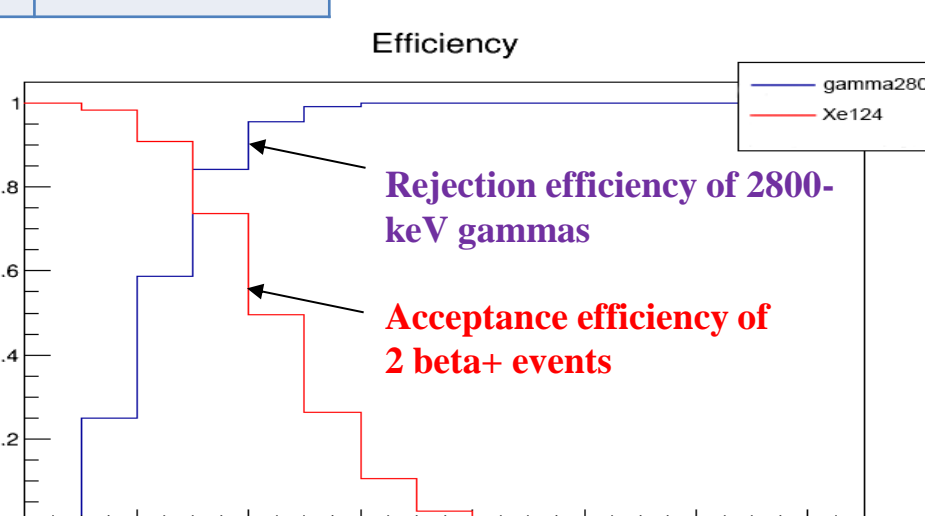 Efficiency
gamma280
Xe124
1
.8
Rejection efficiency of 2800-
keV gammas
.6
Acceptance efficiency of
2 beta+ events
.4
.2